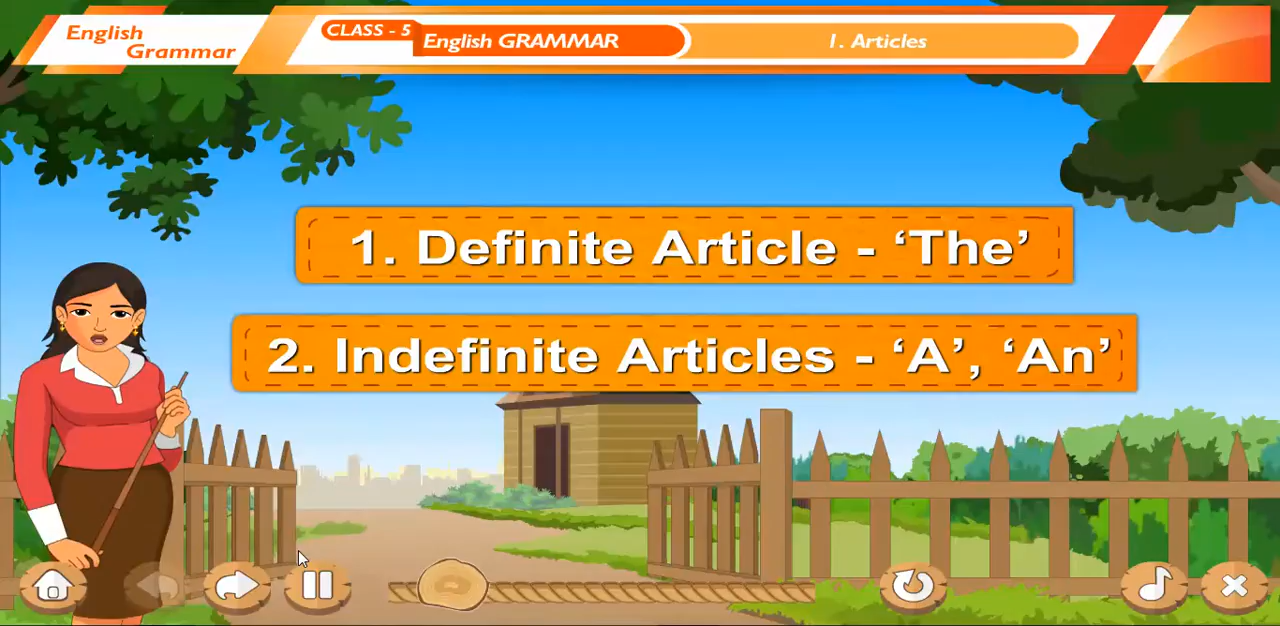 English
Grammar
CLASS - 5
English GRAMMAR
1. Articles
1. Definite Article - ‘The’
2. Indefinite Articles - ‘A’, ‘An’